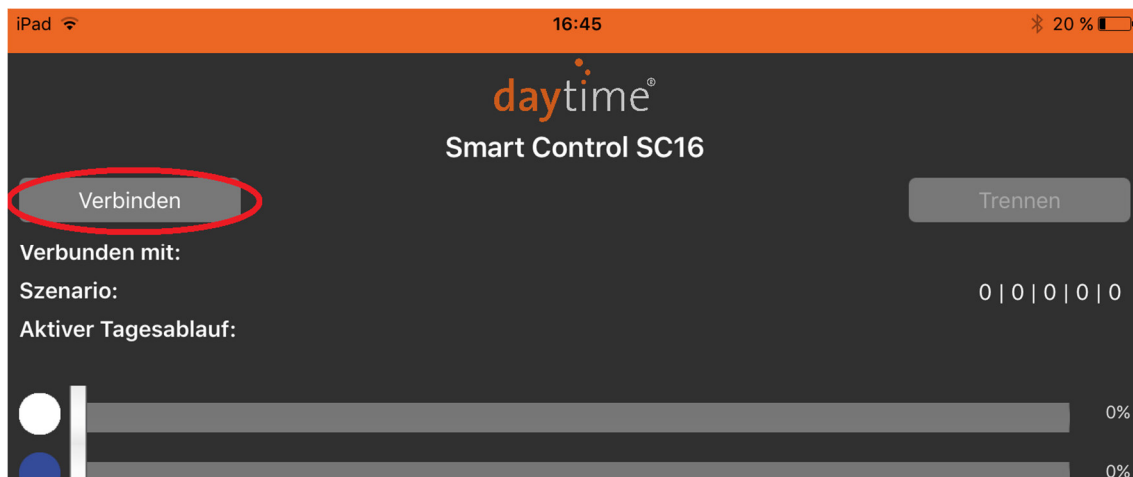 iPad 16:45 20 %
daytime®
Smart Control SC16
Verbinden Trennen
Verbunden mit:
Szenario: 0 | 0 | 0 | 0 | 0
Aktiver Tagesablauf:
0%
0%